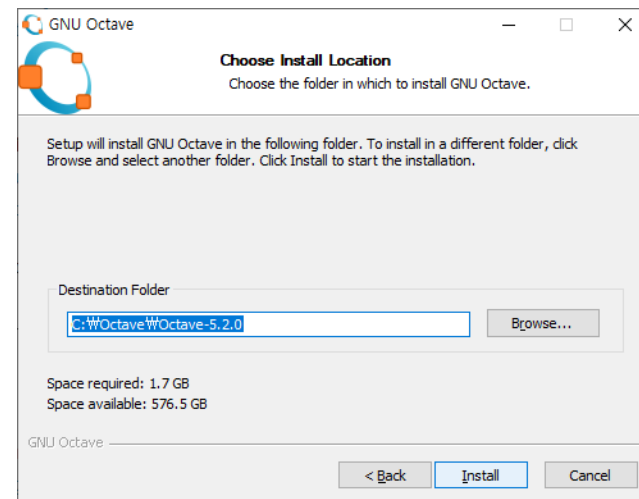 GNU Octave
Choose Install Location
Choose the folder in which to install GNU Octave.
Setup will install GNU Octave in the following folder. To install in a different folder, click
Browse and select another folder. Click Install to start the installation.
Destination Folder
C:₩Octave₩Octave-5.2.0
Browse...
Space required: 1.7 GB
Space available: 576.5 GB
GNU Octave
< Back
Install
Cancel